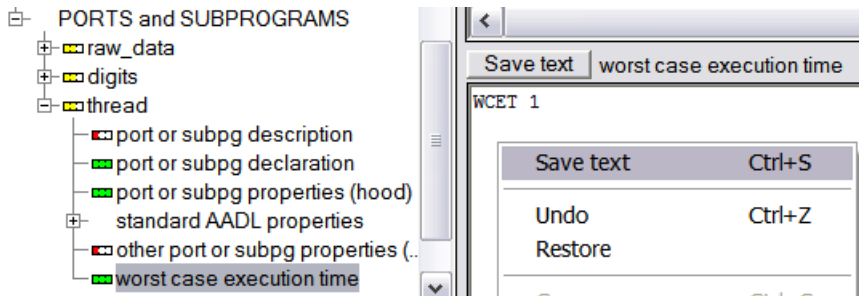 PORTS and SUBPROGRAMS
raw_data
digits
thread
port or subpg description
port or subpg declaration
port or subpg properties (hood)
standard AADL properties
other port or subpg properties (..
worst case execution time
Save text worst case execution time
WCET 1
Save text Ctrl+S
Undo Ctrl+Z
Restore